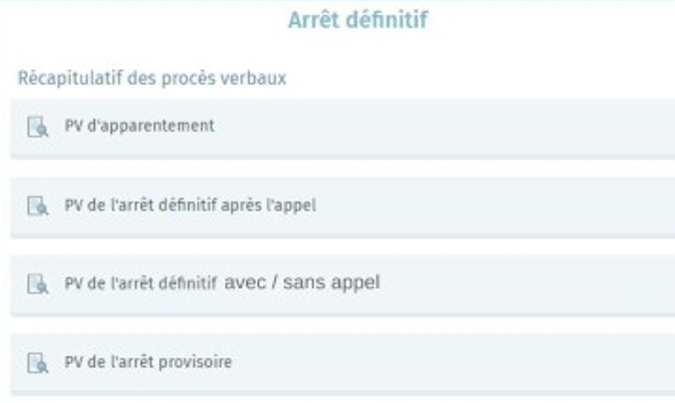 Arrêt définitif
Récapitulatif des procès verbaux
PV d'apparentement
PV de l'arrêt définitif après l'appel
PV de l'arrêt définitif avec / sans appel
PV de l'arrêt provisoire